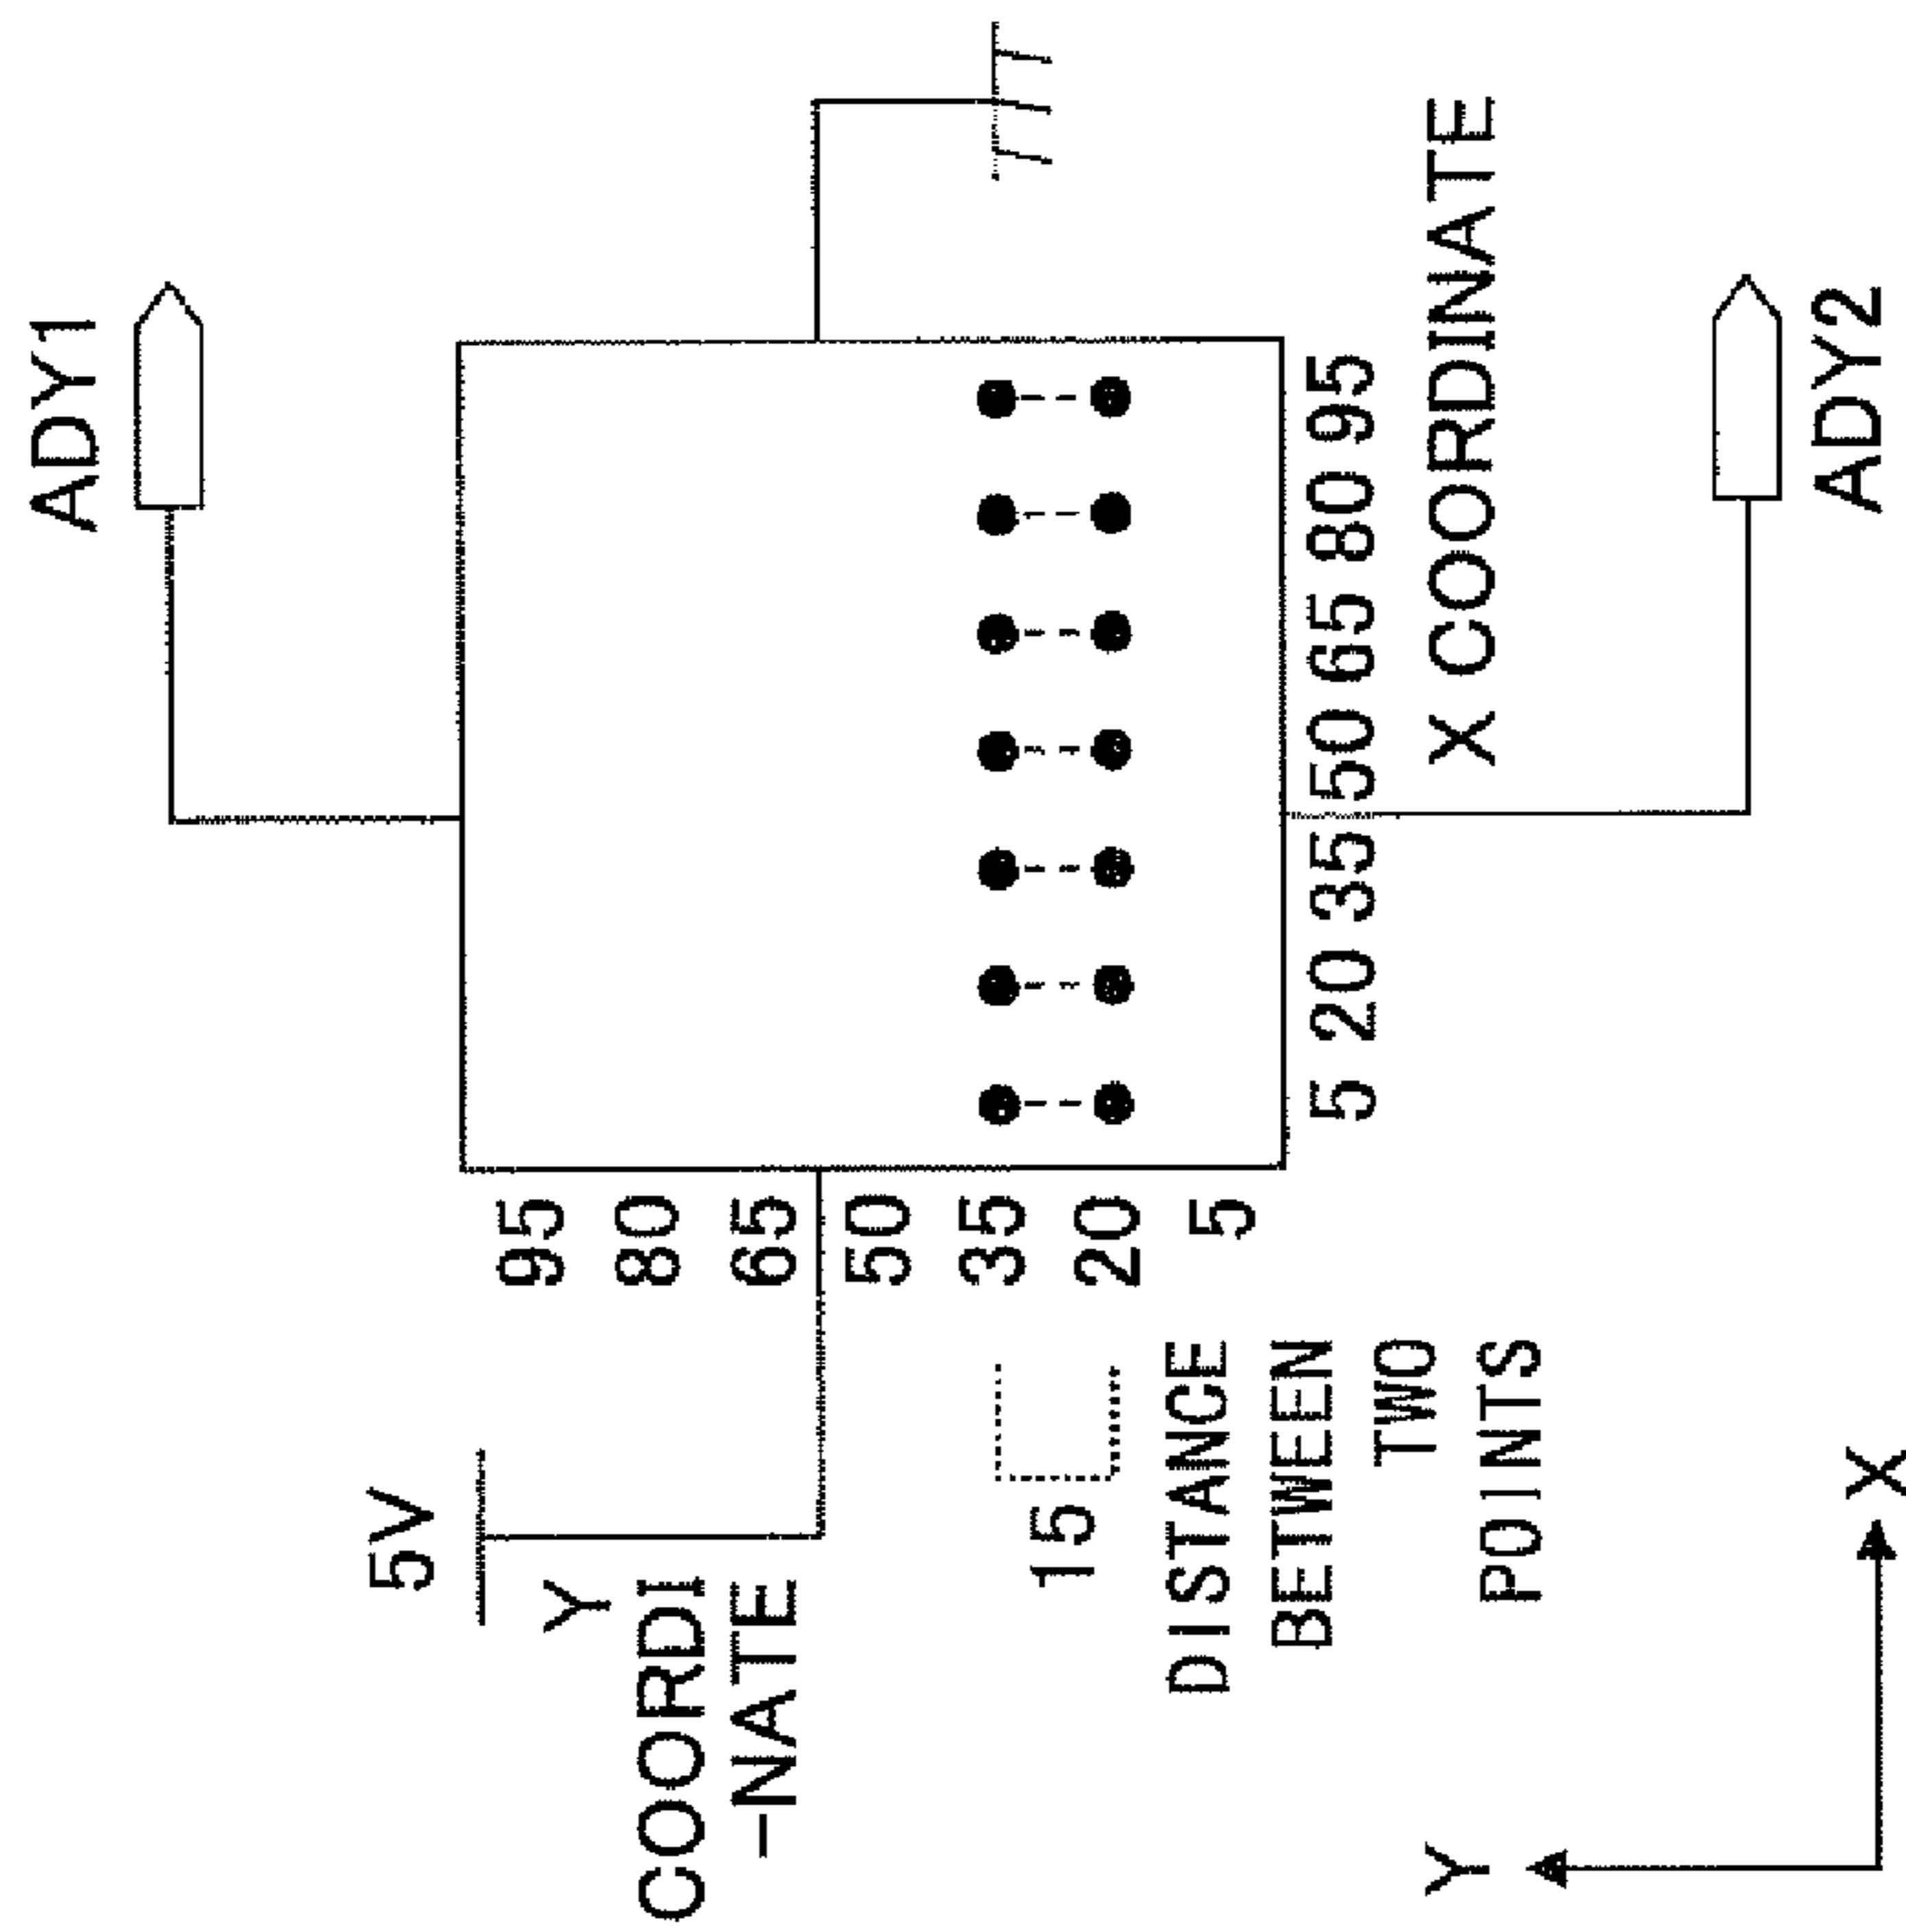 ADY1
5V
Y
COORDI
-NATE
95
80
65
50
35
20
5
15
DISTANCE
BETWEEN
TWO
POINTS
5 20 35 50 65 80 95
X COORDINATE
Y
X
ADY2